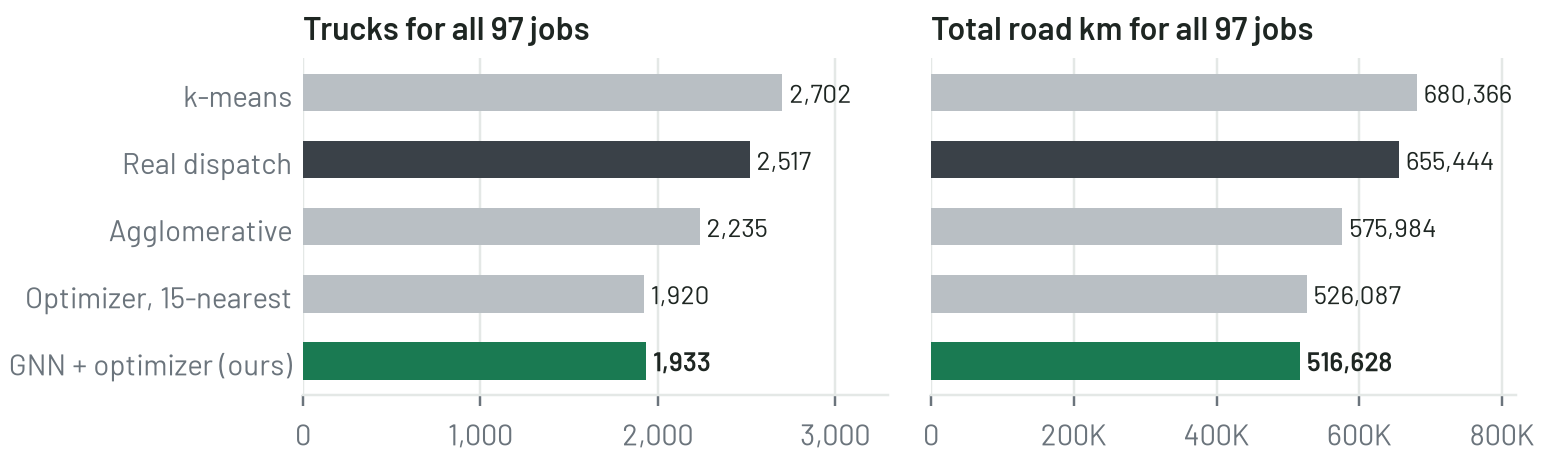 Trucks for all 97 jobs
k-means 2,702
Real dispatch 2,517
Agglomerative 2,235
Optimizer, 15-nearest 1,920
GNN + optimizer (ours) 1,933
0 1,000 2,000 3,000
Total road km for all 97 jobs
680,366
655,444
575,984
526,087
516,628
0 200K 400K 600K 800K